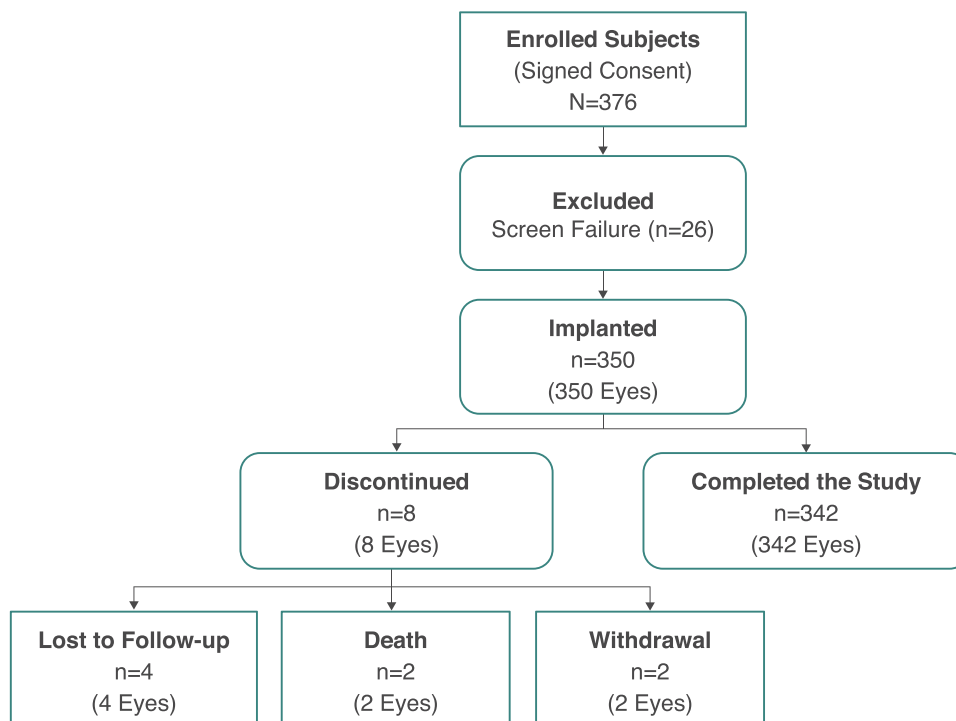 Enrolled Subjects
(Signed Consent)
N=376
Excluded
Screen Failure (n=26)
Implanted
n=350
(350 Eyes)
Discontinued
n=8
(8 Eyes)
Completed the Study
n=342
(342 Eyes)
Lost to Follow-up
n=4
(4 Eyes)
Death
n=2
(2 Eyes)
Withdrawal
n=2
(2 Eyes)